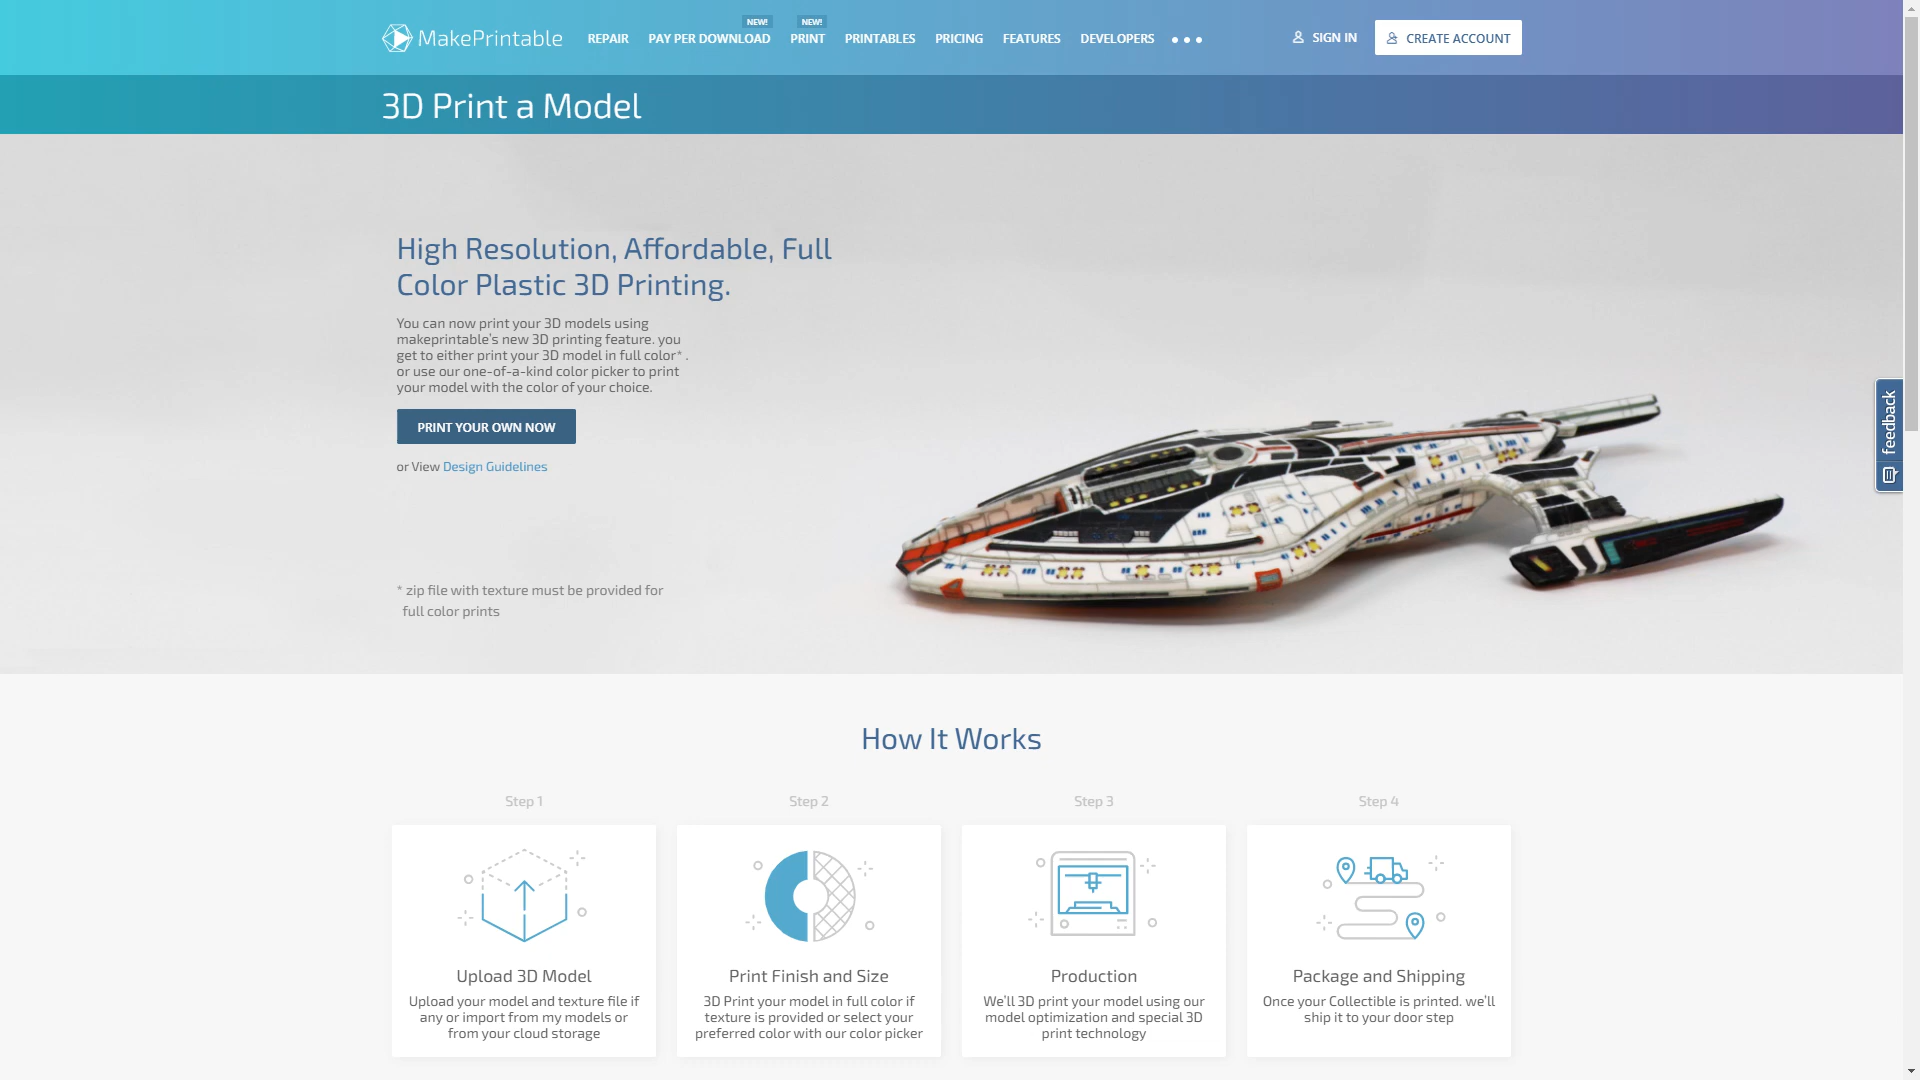 MakePrintable
REPAIR
PAY PER DOWNLOAD
NEW!
PRINT
NEW!
PRINTABLES
PRICING
FEATURES
DEVELOPERS
SIGN IN
CREATE ACCOUNT
3D Print a Model
High Resolution, Affordable, Full
Color Plastic 3D Printing.
You can now print your 3D models using
makeprintable's new 3D printing feature. you
get to either print your 3D model in full color* .
or use our one-of-a-kind color picker to print
your model with the color of your choice.
PRINT YOUR OWN NOW
or View Design Guidelines
* zip file with texture must be provided for
full color prints
feedback
How It Works
Step 1
Upload 3D Model
Upload your model and texture file if
any or import from my models or
from your cloud storage
Step 2
Print Finish and Size
3D Print your model in full color if
texture is provided or select your
preferred color with our color picker
Step 3
Production
We'll 3D print your model using our
model optimization and special 3D
print technology
Step 4
Package and Shipping
Once your Collectible is printed. we'll
ship it to your door step